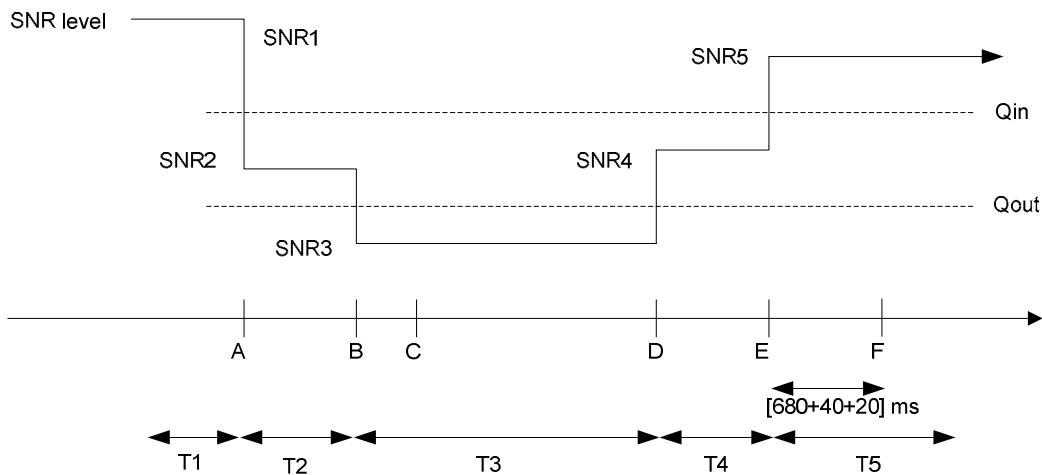 SNR level
SNR1
SNR5
Qin
SNR2
SNR4
Qout
SNR3
A B C D E F
[680+40+20] ms
T1 T2 T3 T4 T5